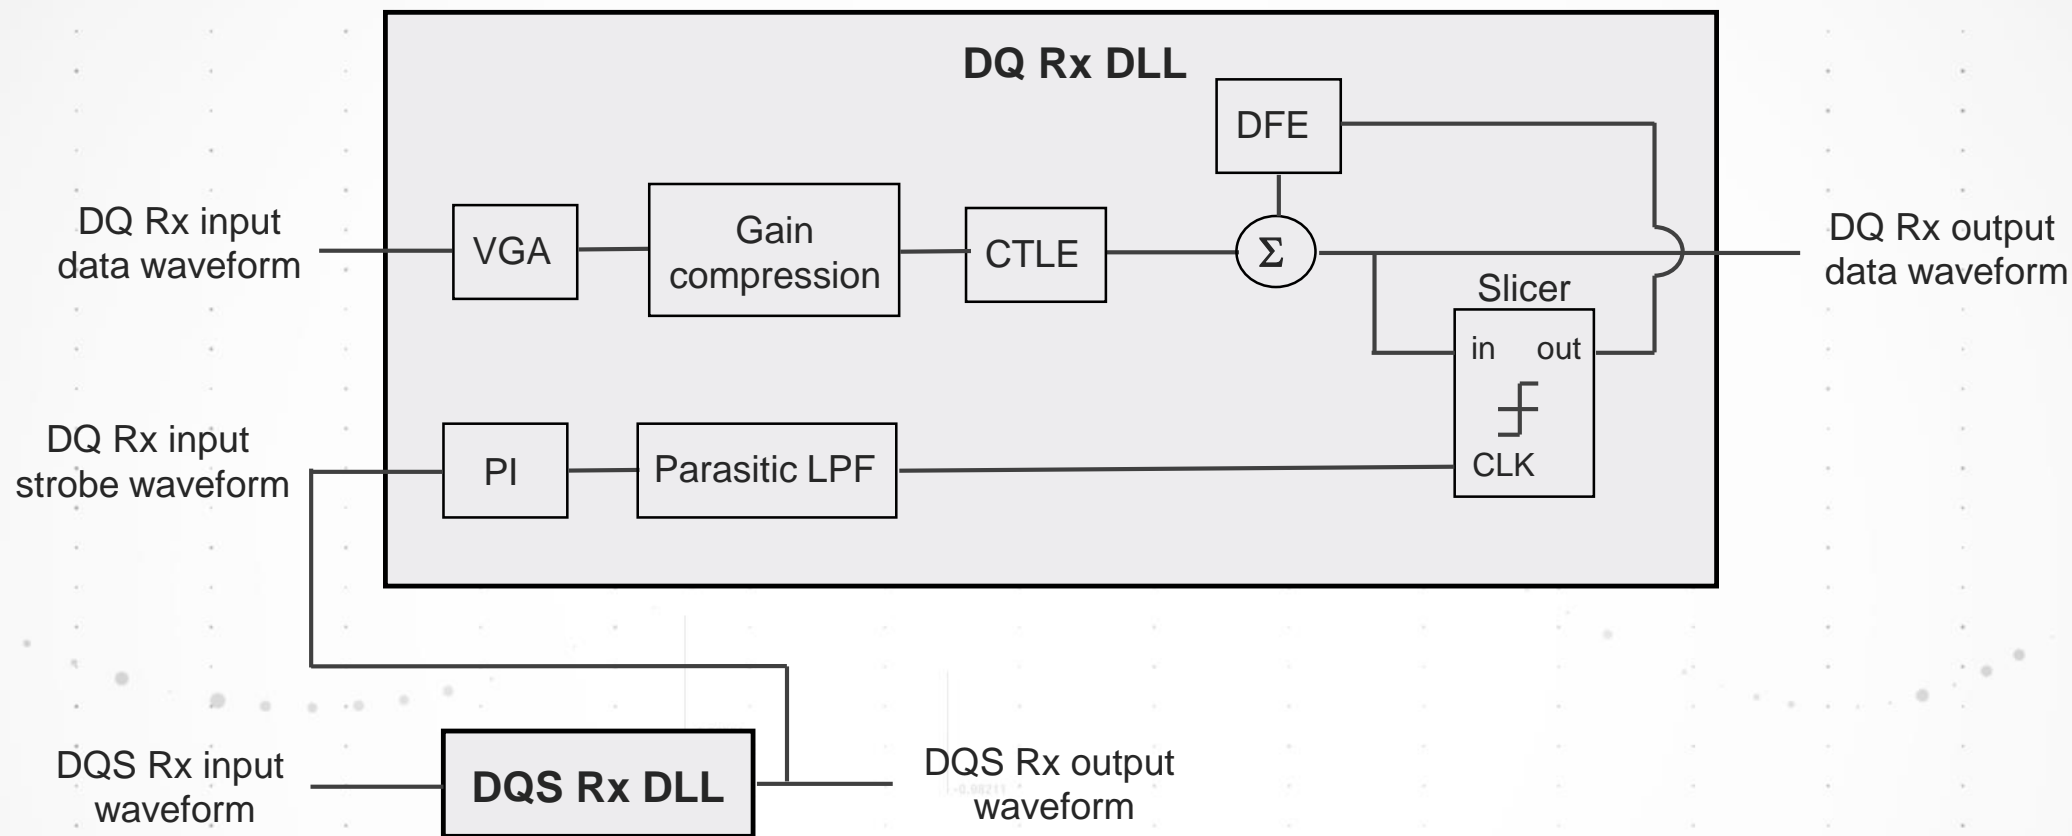 DQ Rx DLL
DFE
DQ Rx input
data waveform
VGA
Gain
compression
CTLE
Σ
DQ Rx output
data waveform
Slicer
in out
CLK
DQ Rx input
strobe waveform
PI
Parasitic LPF
DQS Rx input
waveform
DQS Rx DLL
DQS Rx output
waveform
-0.98211